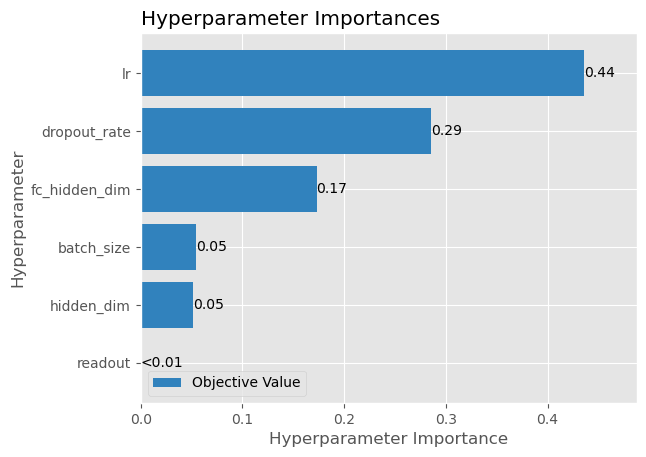 Hyperparameter Importances
Hyperparameter
lr
0.44
dropout_rate
0.29
fc_hidden_dim
0.17
batch_size
0.05
hidden_dim
0.05
readout
<0.01
Objective Value
0.0 0.1 0.2 0.3 0.4
Hyperparameter Importance